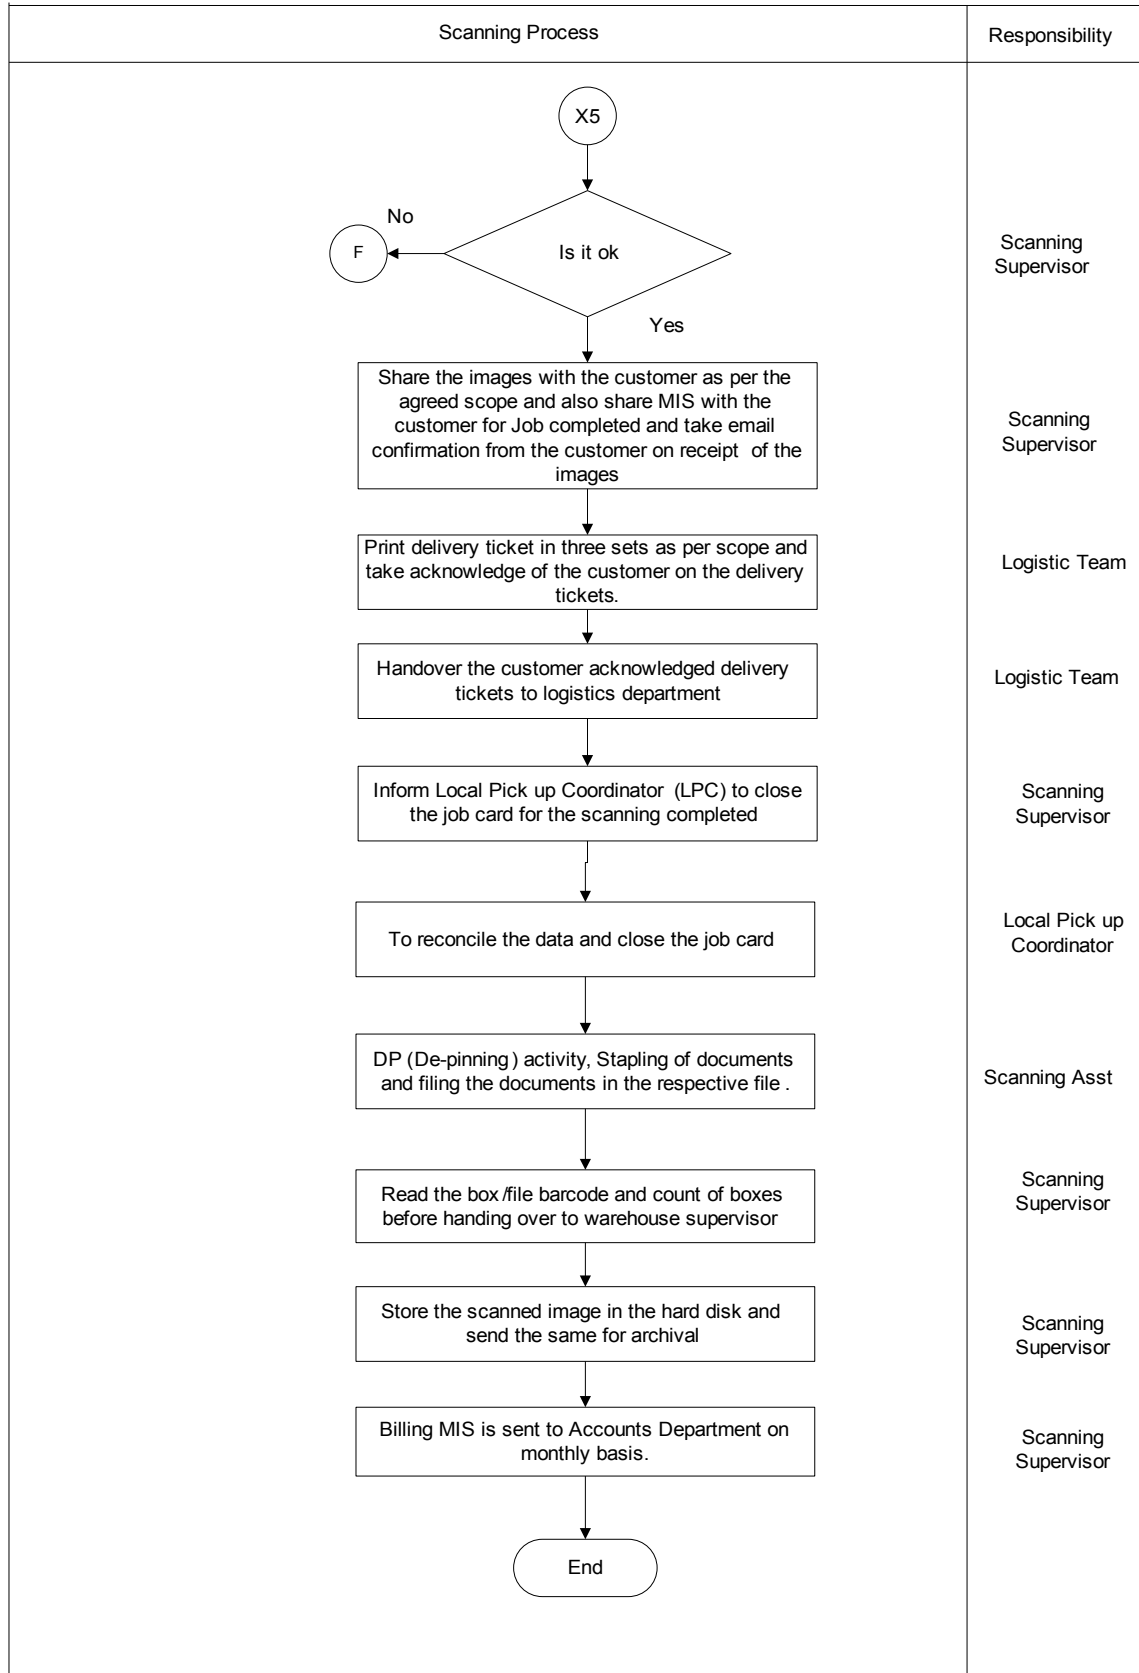 Scanning Process
Responsibility
X5
No
F
Is it ok
Scanning
Supervisor
Yes
Share the images with the customer as per the
agreed scope and also share MIS with the
customer for Job completed and take email
confirmation from the customer on receipt of the
images
Scanning
Supervisor
Print delivery ticket in three sets as per scope and
take acknowledge of the customer on the delivery
tickets.
Logistic Team
Handover the customer acknowledged delivery
tickets to logistics department
Logistic Team
Inform Local Pick up Coordinator (LPC) to close
the job card for the scanning completed
Scanning
Supervisor
To reconcile the data and close the job card
Local Pick up
Coordinator
DP (De-pinning) activity, Stapling of documents
and filing the documents in the respective file .
Scanning Asst
Read the box/file barcode and count of boxes
before handing over to warehouse supervisor
Scanning
Supervisor
Store the scanned image in the hard disk and
send the same for archival
Scanning
Supervisor
Billing MIS is sent to Accounts Department on
monthly basis.
Scanning
Supervisor
End